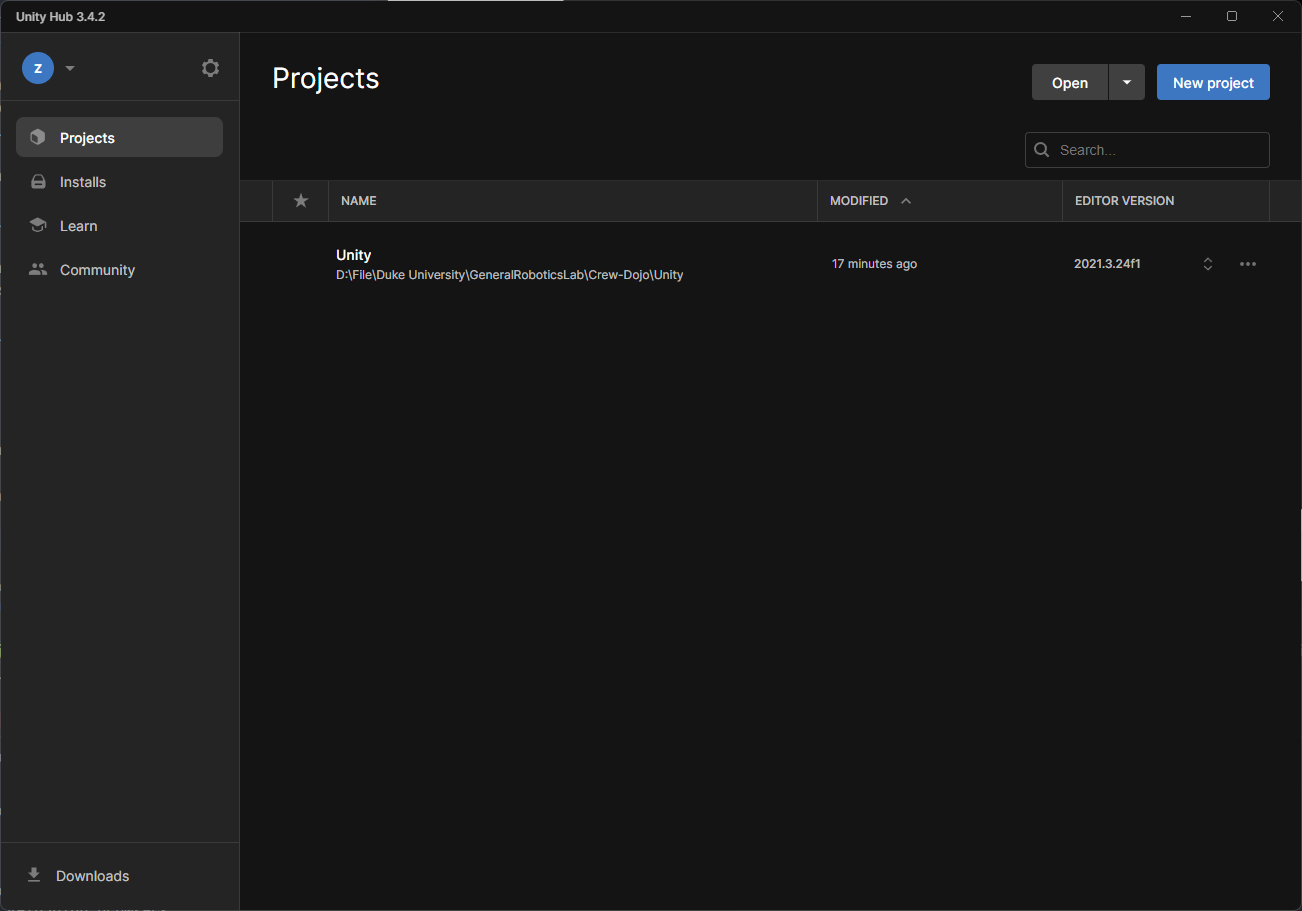 Unity Hub 3.4.2
Z
Projects
Installs
Learn
Community
Downloads
Projects
Open
New project
Search...
NAME
MODIFIED
EDITOR VERSION
Unity
D:\File\Duke University\GeneralRoboticsLab\Crew-Dojo\Unity
17 minutes ago
2021.3.24f1